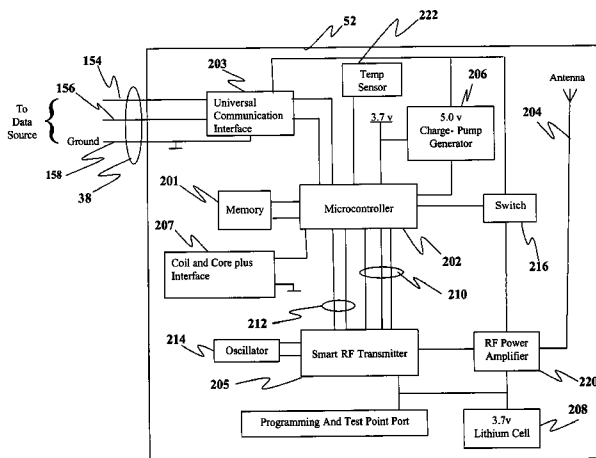 52
222
154
203
Temp
Sensor
206
Antenna
To
Data
Source
156
Universal
Communication
Interface
3.7 v
5.0 v
Charge- Pump
Generator
204
Ground
158
38
201
Memory
Microcontroller
Switch
207
202
216
Coil and Core plus
Interface
210
212
214
Oscillator
Smart RF Transmitter
RF Power
Amplifier
205
220
Programming And Test Point Port
3.7v
Lithium Cell
208